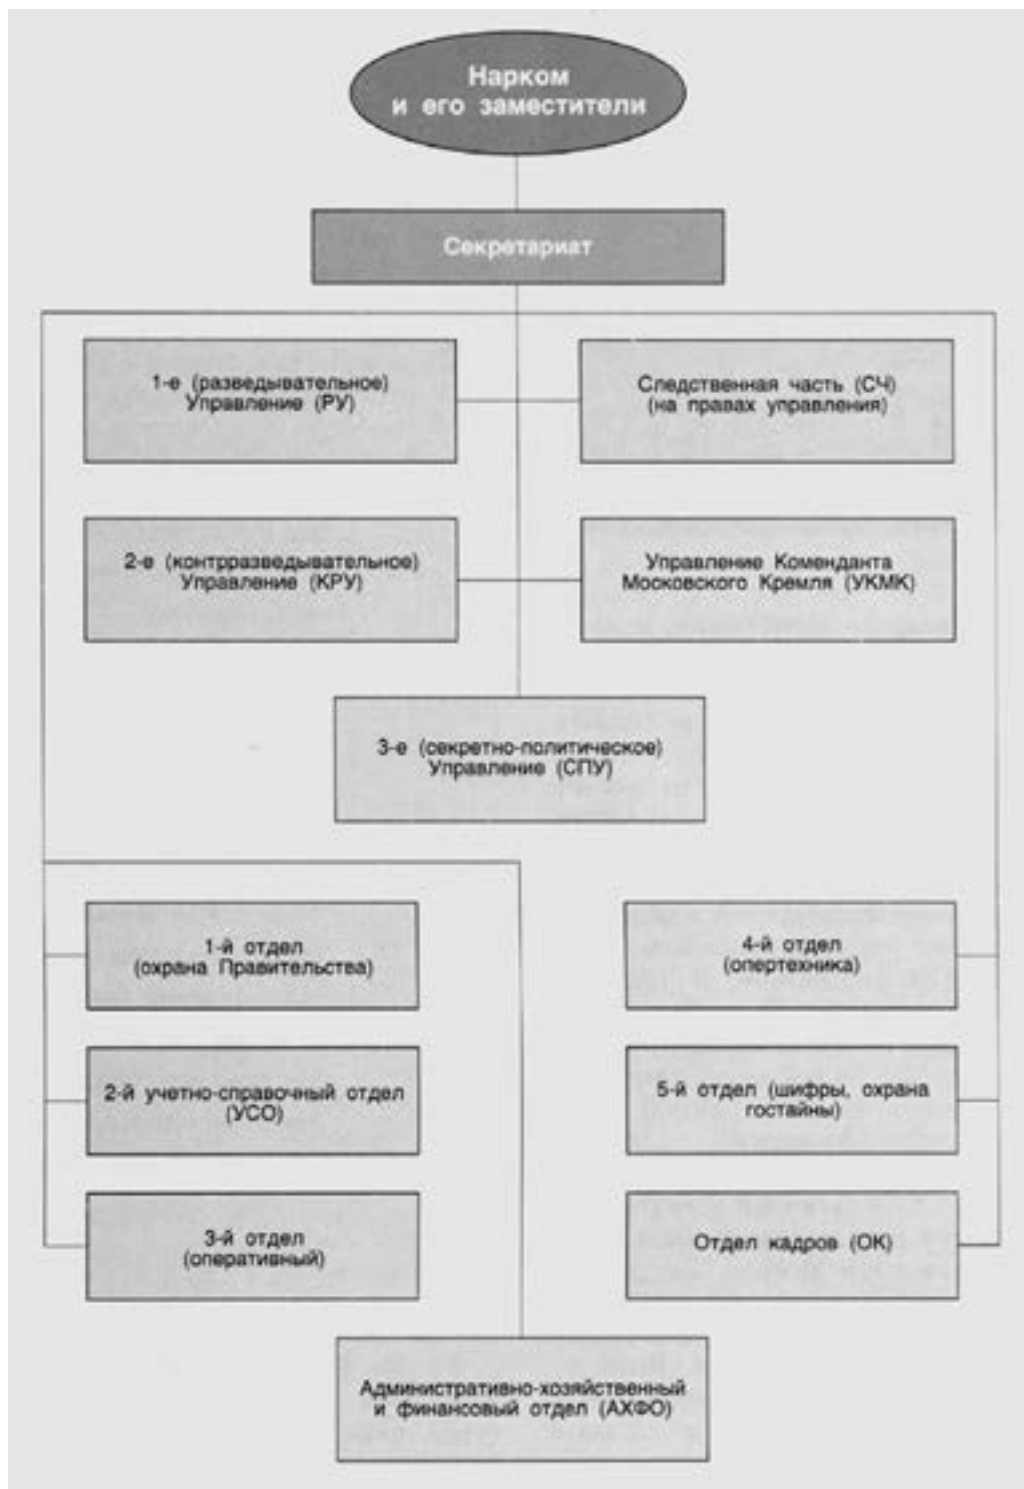 Нарком
и его заместители
Секретариат
1-е (разведывательное)
Управление (РУ)
Следственная часть (СЧ)
(на правах управления)
2-е (контрразведывательное)
Управление (КРУ)
Управление Коменданта
Московского Кремля (УКМК)
3-е (секретно-политическое)
Управление (СПУ)
1-й отдел
(охрана Правительства)
4-й отдел
(опертехника)
2-й учетно-справочный отдел
(УСО)
5-й отдел (шифры, охрана
гостайны)
3-й отдел
(оперативный)
Отдел кадров (ОК)
Административно-хозяйственный
и финансовый отдел (АХФО)